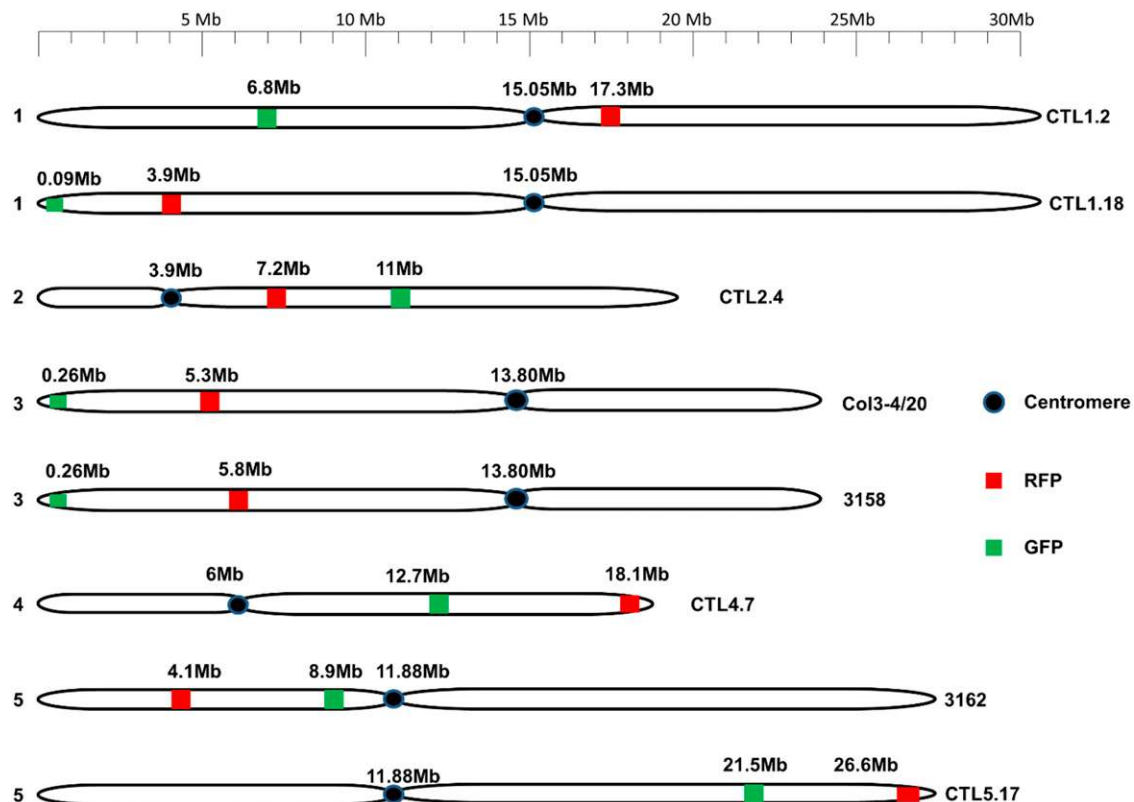 5 Mb 10 Mb 15 Mb 20 Mb 25Mb 30Mb
6.8Mb 15.05Mb 17.3Mb
1 CTL1.2
0.09Mb 3.9Mb 15.05Mb
1 CTL1.18
3.9Mb 7.2Mb 11Mb
2 CTL2.4
0.26Mb 5.3Mb 13.80Mb
3 Col3-4/20
Centromere
0.26Mb 5.8Mb 13.80Mb
RFP
3 3158
GFP
6Mb 12.7Mb 18.1Mb
4 CTL4.7
4.1Mb 8.9Mb 11.88Mb
5 3162
11.88Mb 21.5Mb 26.6Mb
5 CTL5.17